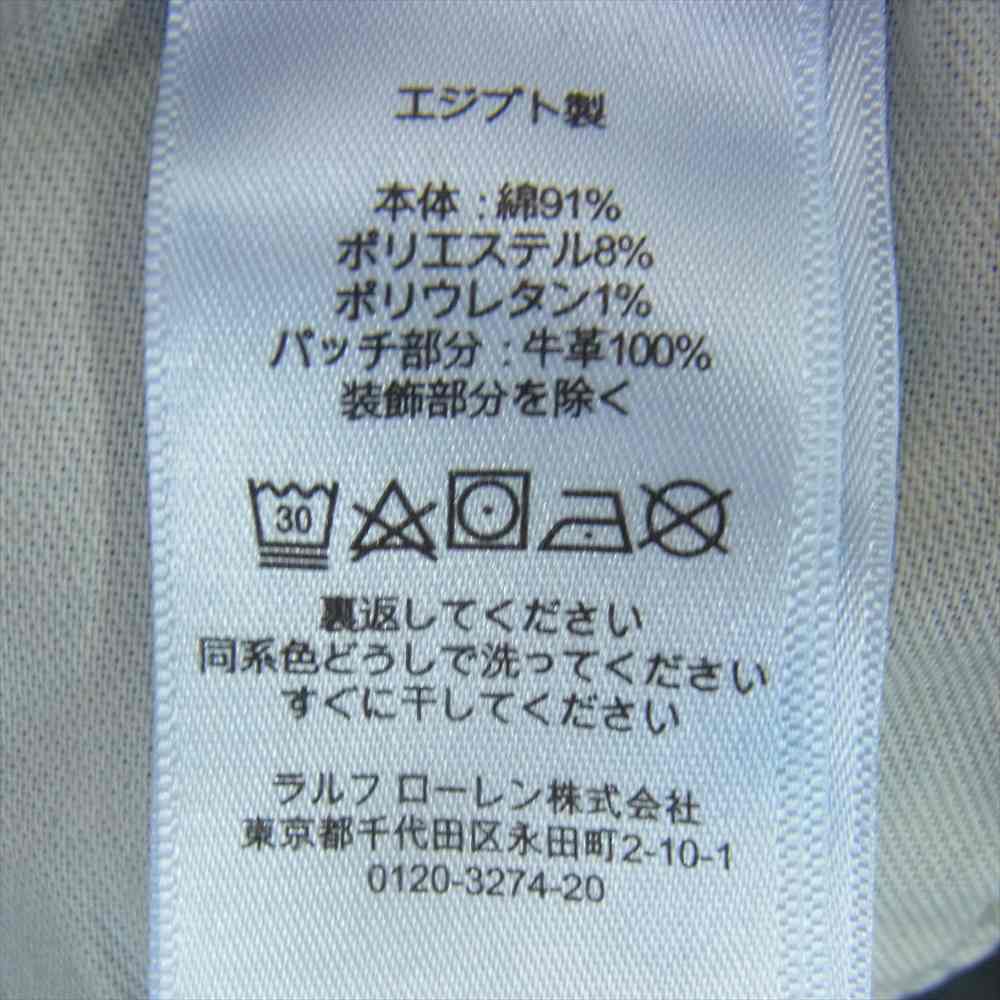 エジプト製
本体 : 綿91%
ポリエステル8%
ポリウレタン1%
パッチ部分 : 牛革100%
装飾部分を除く
30
裏返してください
同系色どうしで洗ってください
すぐに干してください
ラルフ ローレン株式会社
東京都千代田区永田町2-10-1
0120-3274-20